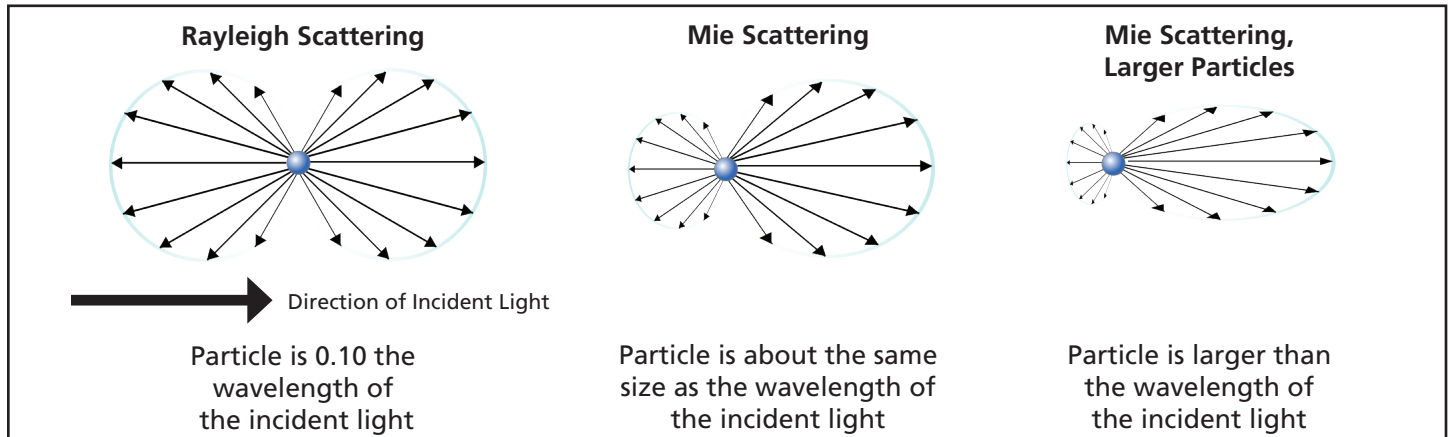 Rayleigh Scattering
Mie Scattering
Mie Scattering,
Larger Particles
Direction of Incident Light
Particle is 0.10 the
wavelength of
the incident light
Particle is about the same
size as the wavelength of
the incident light
Particle is larger than
the wavelength of
the incident light